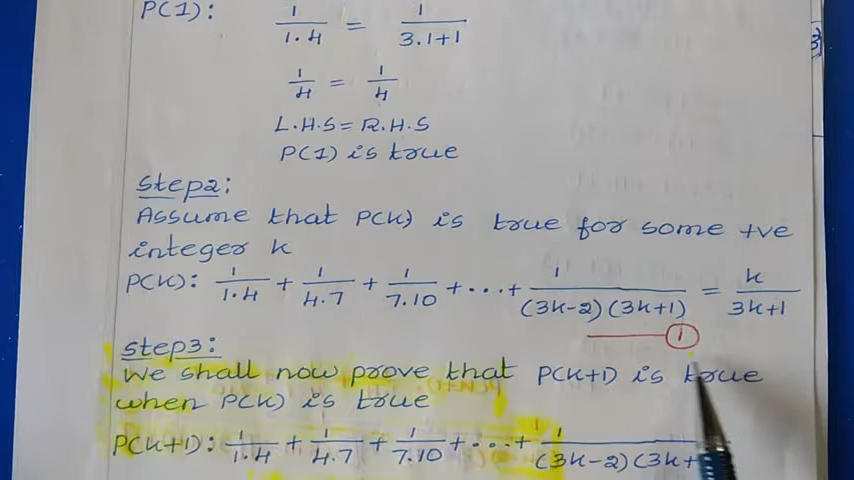 P(1): 1/1.4 = 1/3.1+1
1/4 = 1/4
L.H.S = R.H.S
P(1) is true
Step2:
Assume that P(K) is true for some +ve
integer K
P(K): 1/1.4 + 1/4.7 + 1/7.10 + ... + 1/(3K-2)(3K+1) = K/3K+1
1
Step3:
We shall now prove that P(K+1) is true
when P(K) is true
P(K+1): 1/1.4 + 1/4.7 + 1/7.10 + ... + 1/(3K-2)(3K+